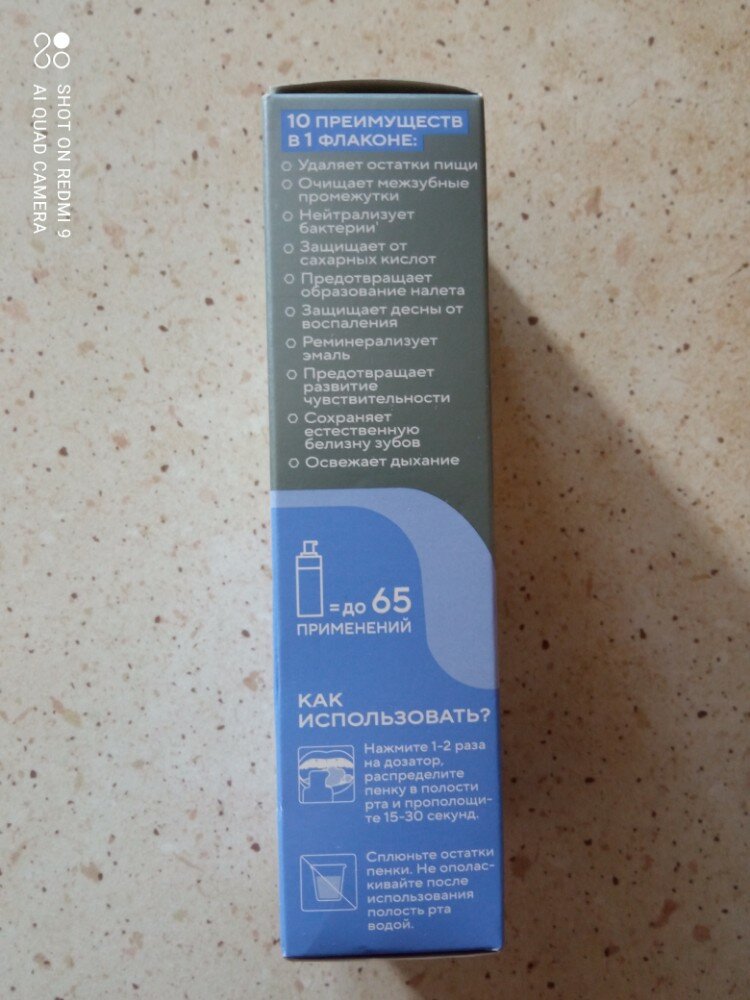 SHOT ON REDMI 9
AI QUAD CAMERA
10 ПРЕИМУЩЕСТВ
В 1 ФЛАКОНЕ:
Удаляет остатки пищи
Очищает межзубные
промежутки
Нейтрализует
бактерии¹
Защищает от
сахарных кислот
Предотвращает
образование налета
Защищает десны от
воспаления
Реминерализует
эмаль
Предотвращает
развитие
чувствительности
Сохраняет
естественную
белизну зубов
Освежает дыхание
= до 65
ПРИМЕНЕНИЙ
КАК
ИСПОЛЬЗОВАТЬ?
Нажмите 1-2 раза
на дозатор,
распределите
пенку в полости
рта и прополощи-
те 15-30 секунд.
Сплюньте остатки
пенки. Не ополас-
кивайте после
использования
полость рта
водой.